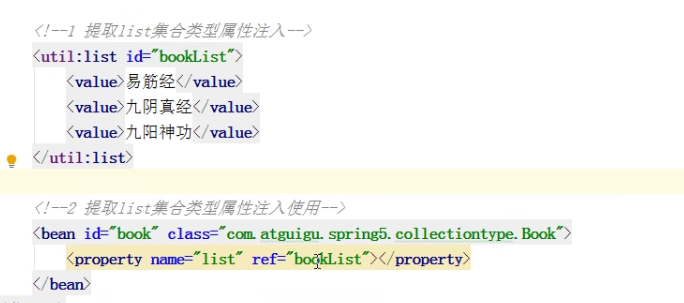 <!--1 提取list集合类型属性注入-->
<util:list id="bookList">
<value>易筋经</value>
<value>九阴真经</value>
<value>九阳神功</value>
</util:list>
<!--2 提取list集合类型属性注入使用-->
<bean id="book" class="com.atguigu.spring5.collectiontype.Book">
<property name="list" ref="bookList"></property>
</bean>